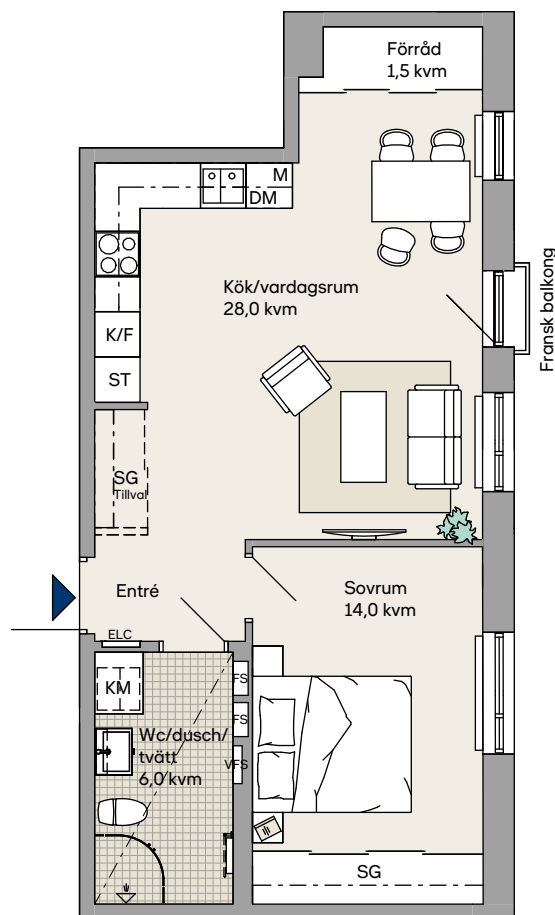 Förråd
1,5 kvm
M
DM
Fransk balkong
Kök/vardagsrum
28,0 kvm
K/F
ST
SG
Tillval
Entré
Sovrum
14,0 kvm
ELC
KM
FS
FS
Wc/dusch/
tvätt
6,0 kvm
VFS
SG